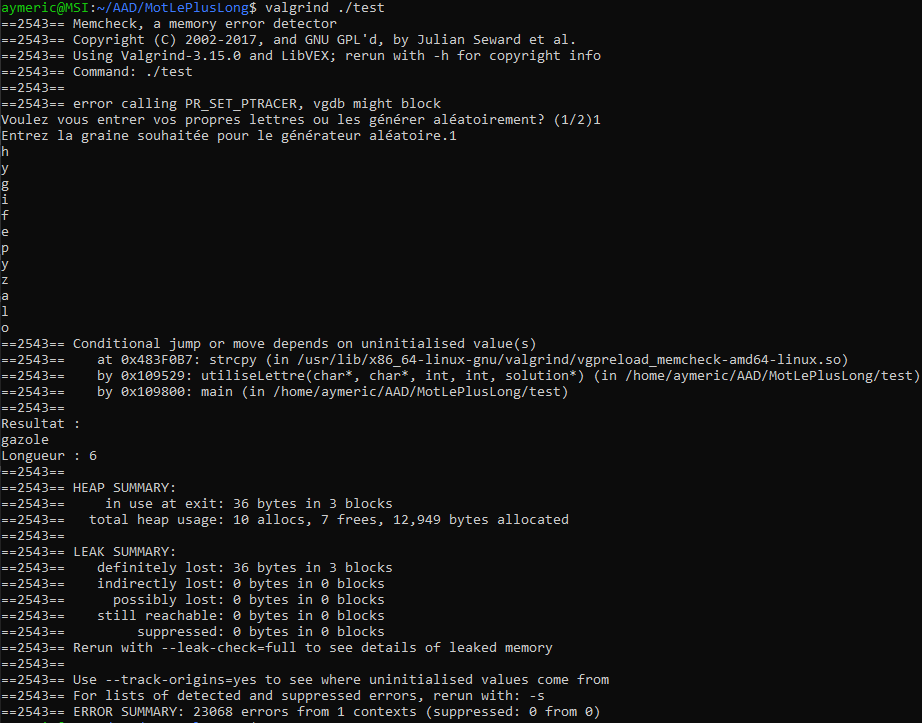 aymeric@MSI:~/AAD/MotLePlusLong$ valgrind ./test
==2543== Memcheck, a memory error detector
==2543== Copyright (C) 2002-2017, and GNU GPL'd, by Julian Seward et al.
==2543== Using Valgrind-3.15.0 and LibVEX; rerun with -h for copyright info
==2543== Command: ./test
==2543==
==2543== error calling PR_SET_PTRACER, vgdb might block
Voulez vous entrer vos propres lettres ou les générer aléatoirement? (1/2)1
Entrez la graine souhaitée pour le générateur aléatoire.1
h
y
g
i
f
e
p
y
z
a
l
o
==2543== Conditional jump or move depends on uninitialised value(s)
==2543==    at 0x483F0B7: strcpy (in /usr/lib/x86_64-linux-gnu/valgrind/vgpreload_memcheck-amd64-linux.so)
==2543==    by 0x109529: utiliseLettre(char*, char*, int, int, solution*) (in /home/aymeric/AAD/MotLePlusLong/test)
==2543==    by 0x109800: main (in /home/aymeric/AAD/MotLePlusLong/test)
==2543==
Resultat :
gazole
Longueur : 6
==2543==
==2543== HEAP SUMMARY:
==2543==     in use at exit: 36 bytes in 3 blocks
==2543==   total heap usage: 10 allocs, 7 frees, 12,949 bytes allocated
==2543==
==2543== LEAK SUMMARY:
==2543==    definitely lost: 36 bytes in 3 blocks
==2543==    indirectly lost: 0 bytes in 0 blocks
==2543==      possibly lost: 0 bytes in 0 blocks
==2543==    still reachable: 0 bytes in 0 blocks
==2543==         suppressed: 0 bytes in 0 blocks
==2543== Rerun with --leak-check=full to see details of leaked memory
==2543==
==2543== Use --track-origins=yes to see where uninitialised values come from
==2543== For lists of detected and suppressed errors, rerun with: -s
==2543== ERROR SUMMARY: 23068 errors from 1 contexts (suppressed: 0 from 0)